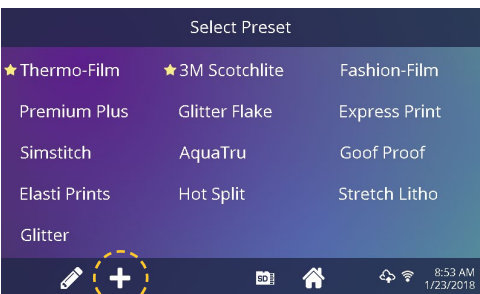 Select Preset
Thermo-Film 3M Scotchlite Fashion-Film
Premium Plus Glitter Flake Express Print
Simstitch AquaTru Goof Proof
Elasti Prints Hot Split Stretch Litho
Glitter
SD 8:53 AM
1/23/2018